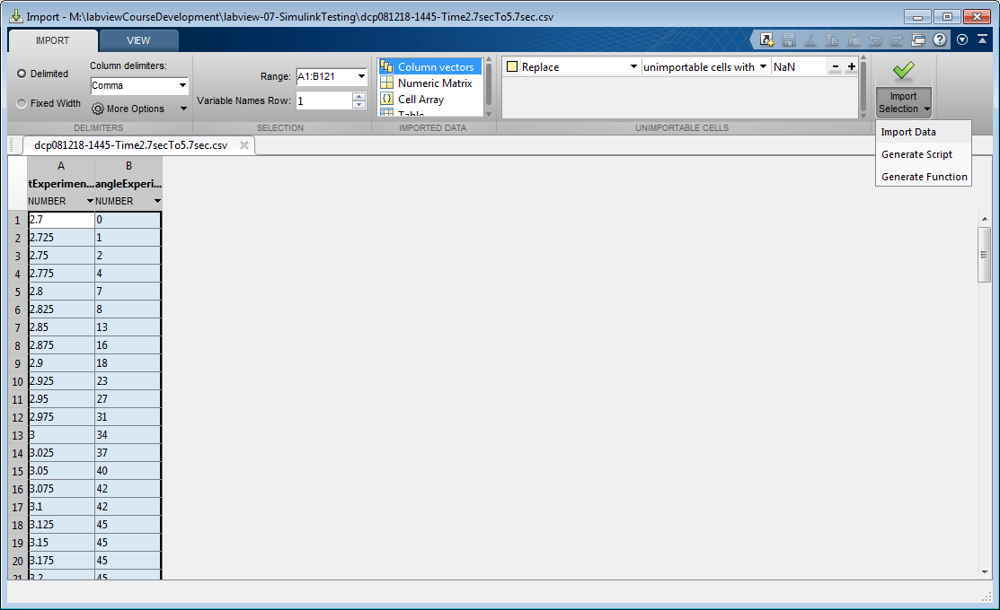 Import - M:\labviewCourseDevelopment\labview-07-SimulinkTesting\dcp081218-1445-Time2.7secTo5.7sec.csv
IMPORT VIEW
Delimited
Fixed Width
Column delimiters:
Comma
More Options
DELIMITERS
Range: A1:B121
Variable Names Row: 1
SELECTION
Column vectors
Numeric Matrix
Cell Array
Table
IMPORTED DATA
Replace unimportable cells with NaN
UNIMPORTABLE CELLS
Import
Selection
Import Data
Generate Script
Generate Function
dcp081218-1445-Time2.7secTo5.7sec.csv
A B
tExperimen... angleExperi...
NUMBER NUMBER
1 2.7 0
2 2.725 1
3 2.75 2
4 2.775 4
5 2.8 7
6 2.825 8
7 2.85 13
8 2.875 16
9 2.9 18
10 2.925 23
11 2.95 27
12 2.975 31
13 3 34
14 3.025 37
15 3.05 40
16 3.075 42
17 3.1 42
18 3.125 45
19 3.15 45
20 3.175 45
21 3.2 45